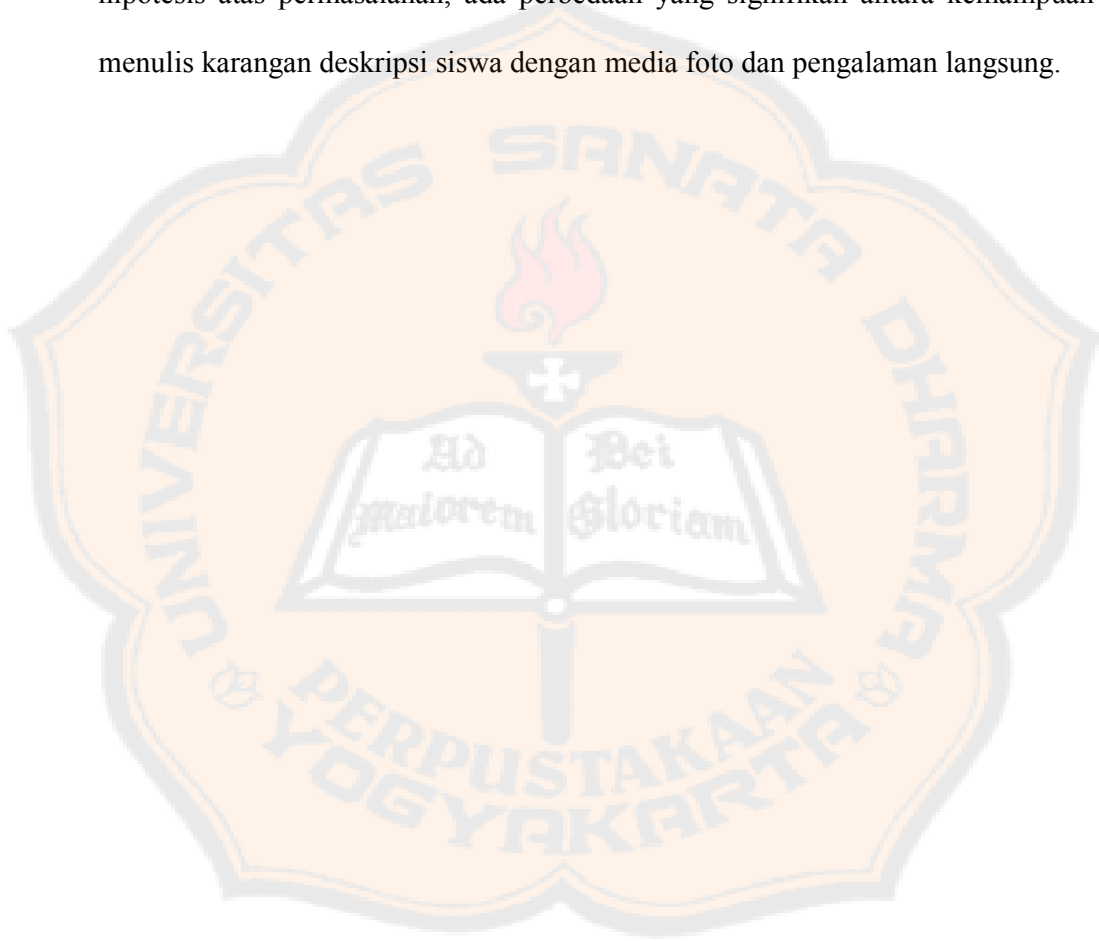 hipotesis atas permasalahan, ada perbedaan yang signifikan antara kemampuan
menulis karangan deskripsi siswa dengan media foto dan pengalaman langsung.
UNIVERSITAS SANATA DHARMA
Ad Dei
Maiorem Gloriam
PERPUSTAKAAN
YOGYAKARTA